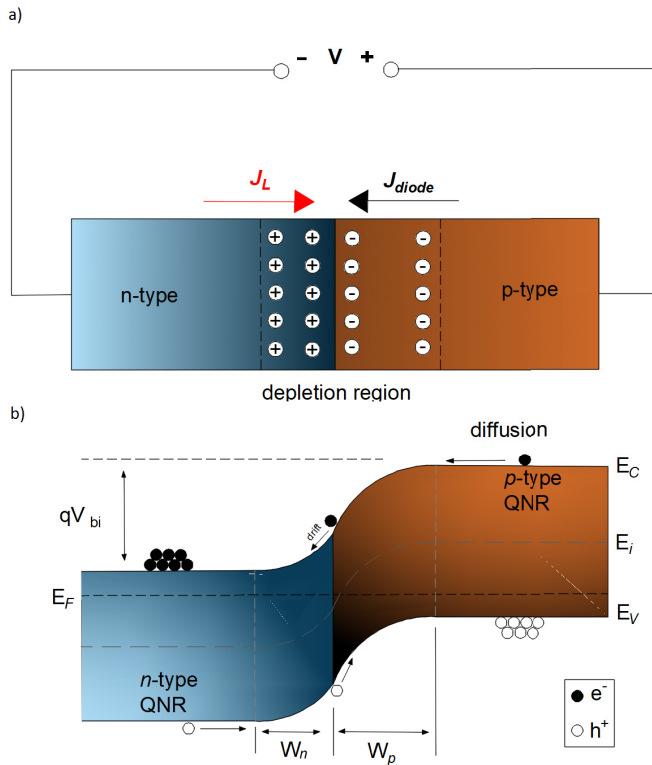 a)
- V +
J_L
J_diode
+ + - -
+ + - -
n-type
p-type
+ + - -
+ + - -
+ + - -
depletion region
b)
diffusion
E_C
p-type
QNR
qV_bi
drift
E_i
E_F
E_V
n-type
QNR
e⁻
h⁺
W_n
W_p